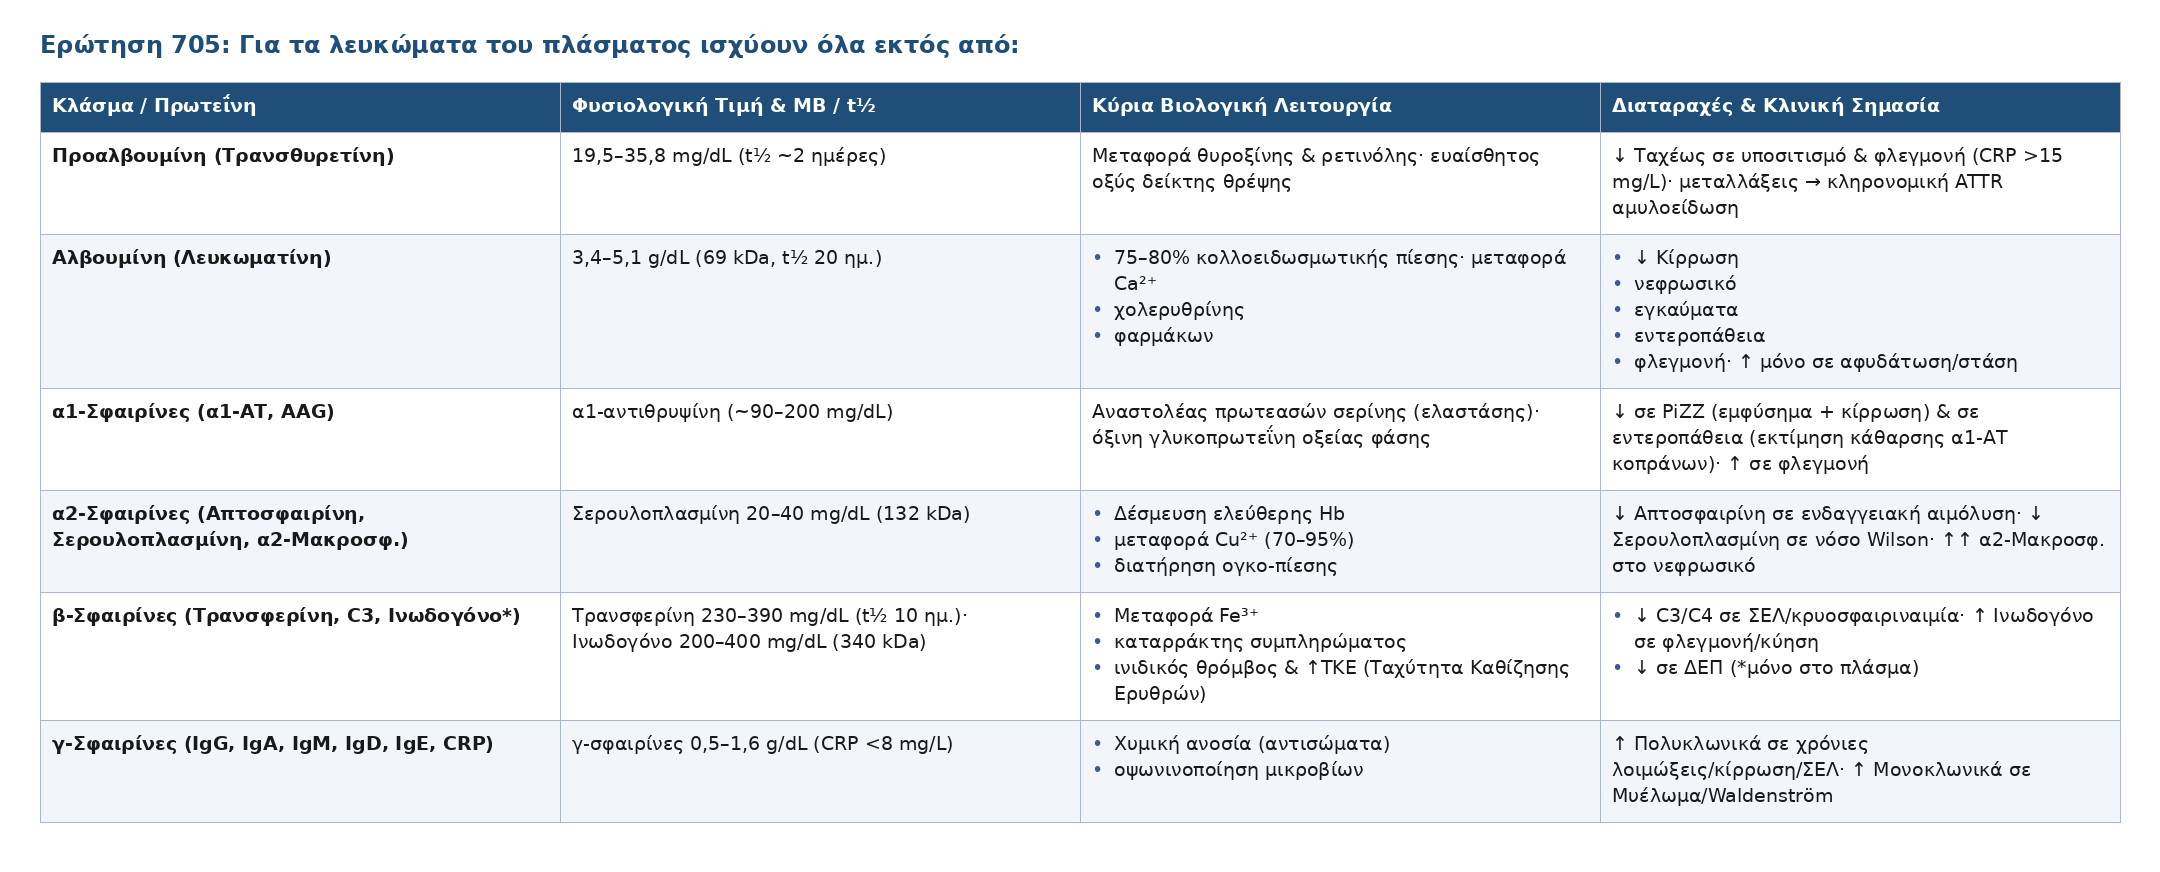 Ερώτηση 705: Για τα λευκώματα του πλάσματος ισχύουν όλα εκτός από:
Κλάσμα / Πρωτεΐνη
Φυσιολογική Τιμή & ΜΒ / t½
Κύρια Βιολογική Λειτουργία
Διαταραχές & Κλινική Σημασία
Προαλβουμίνη (Τρανσθυρετίνη)
19,5–35,8 mg/dL (t½ ~2 ημέρες)
Μεταφορά θυροξίνης & ρετινόλης· ευαίσθητος
οξύς δείκτης θρέψης
↓ Ταχέως σε υποσιτισμό & φλεγμονή (CRP >15
mg/L)· μεταλλάξεις → κληρονομική ATTR
αμυλοείδωση
Αλβουμίνη (Λευκωματίνη)
3,4–5,1 g/dL (69 kDa, t½ 20 ημ.)
• 75–80% κολλοειδωσμωτικής πίεσης· μεταφορά
Ca²⁺
• χολερυθρίνης
• φαρμάκων
• ↓ Κίρρωση
• νεφρωσικό
• εγκαύματα
• εντεροπάθεια
• φλεγμονή· ↑ μόνο σε αφυδάτωση/στάση
α1-Σφαιρίνες (α1-AT, AAG)
α1-αντιθρυψίνη (~90–200 mg/dL)
Αναστολέας πρωτεασών σερίνης (ελαστάσης)·
όξινη γλυκοπρωτεΐνη οξείας φάσης
↓ σε PiZZ (εμφύσημα + κίρρωση) & σε
εντεροπάθεια (εκτίμηση κάθαρσης α1-AT
κοπράνων)· ↑ σε φλεγμονή
α2-Σφαιρίνες (Απτοσφαιρίνη,
Σερουλοπλασμίνη, α2-Μακροσφ.)
Σερουλοπλασμίνη 20–40 mg/dL (132 kDa)
• Δέσμευση ελεύθερης Hb
• μεταφορά Cu²⁺ (70–95%)
• διατήρηση ογκο-πίεσης
↓ Απτοσφαιρίνη σε ενδαγγειακή αιμόλυση· ↓
Σερουλοπλασμίνη σε νόσο Wilson· ↑↑ α2-Μακροσφ.
στο νεφρωσικό
β-Σφαιρίνες (Τρανσφερίνη, C3, Ινωδογόνο*)
Τρανσφερίνη 230–390 mg/dL (t½ 10 ημ.)·
Ινωδογόνο 200–400 mg/dL (340 kDa)
• Μεταφορά Fe³⁺
• καταρράκτης συμπληρώματος
• ινιδικός θρόμβος & ↑ΤΚΕ (Ταχύτητα Καθίζησης
Ερυθρών)
• ↓ C3/C4 σε ΣΕΛ/κρυοσφαιριναιμία· ↑ Ινωδογόνο
σε φλεγμονή/κύηση
• ↓ σε ΔΕΠ (*μόνο στο πλάσμα)
γ-Σφαιρίνες (IgG, IgA, IgM, IgD, IgE, CRP)
γ-σφαιρίνες 0,5–1,6 g/dL (CRP <8 mg/L)
• Χυμική ανοσία (αντισώματα)
• οψωνινοποίηση μικροβίων
↑ Πολυκλωνικά σε χρόνιες
λοιμώξεις/κίρρωση/ΣΕΛ· ↑ Μονοκλωνικά σε
Μυέλωμα/Waldenström